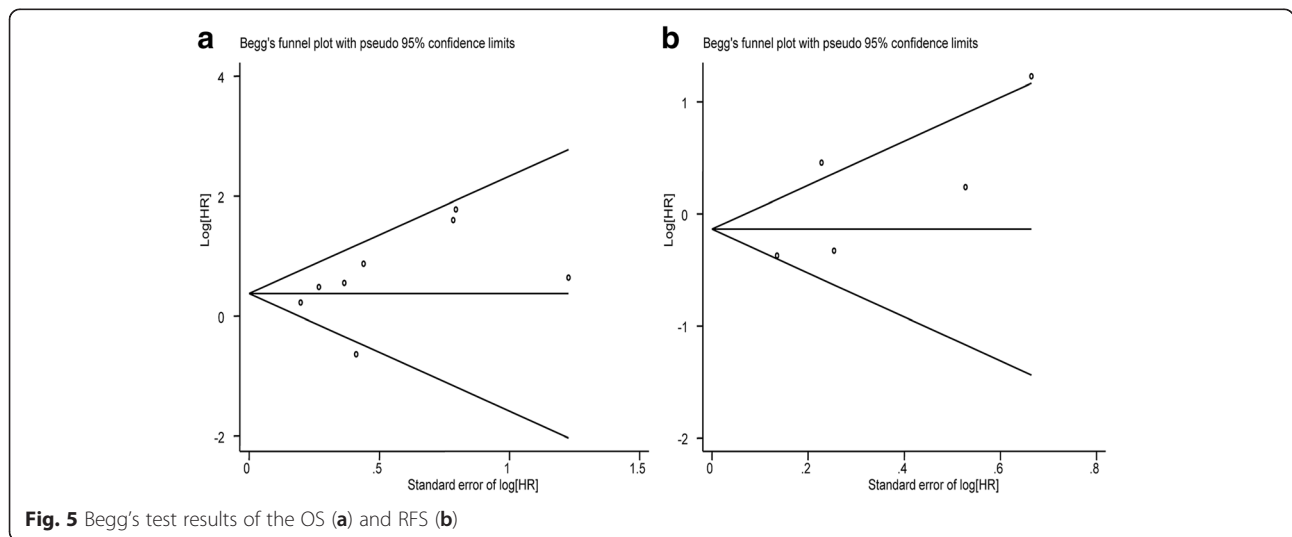 a
Begg's funnel plot with pseudo 95% confidence limits
4
2
0
-2
Log[HR]
0 .5 1 1.5
Standard error of log[HR]
b
Begg's funnel plot with pseudo 95% confidence limits
1
0
-1
-2
Log[HR]
0 .2 .4 .6 .8
Standard error of log[HR]
Fig. 5 Begg's test results of the OS (a) and RFS (b)